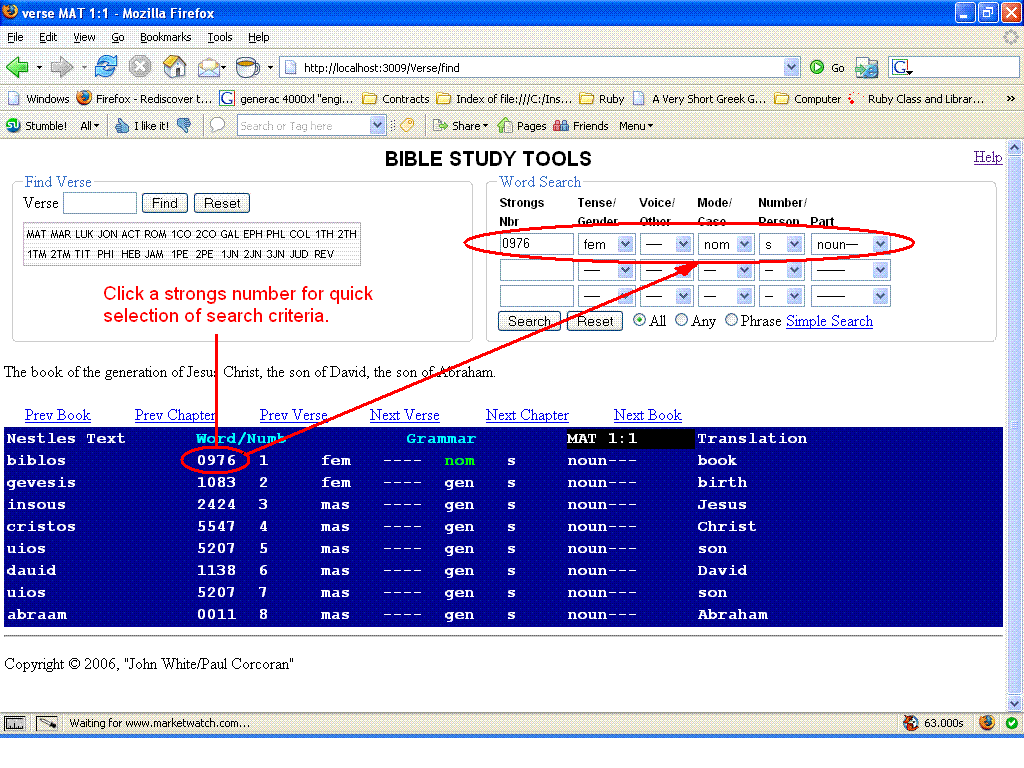 verse MAT 1:1 - Mozilla Firefox
File Edit View Go Bookmarks Tools Help
http://localhost:3009/Verse/find Go G
Windows Firefox - Rediscover t... G generac 4000xl "engi... Contracts Index of file:///C:/Ins... Ruby A Very Short Greek G... Computer Ruby Class and Librar... »
Stumble! All I like it! Search or Tag here Share Pages Friends Menu
BIBLE STUDY TOOLS
Help
Find Verse
Verse Find Reset
MAT MAR LUK JON ACT ROM 1CO 2CO GAL EPH PHL COL 1TH 2TH
1TM 2TM TIT PHI HEB JAM 1PE 2PE 1JN 2JN 3JN JUD REV
Word Search
Strongs Tense/ Voice/ Mode/ Number/
Nbr Gender Other Case Person Part
0976 fem ---- nom s noun---
---- ---- --- -- ------
---- ---- --- -- ------
Search Reset All Any Phrase Simple Search
Click a strongs number for quick
selection of search criteria.
The book of the generation of Jesus Christ, the son of David, the son of Abraham.
Prev Book Prev Chapter Prev Verse Next Verse Next Chapter Next Book
Nestles Text Word/Numb Grammar MAT 1:1 Translation
biblos 0976 1 fem ---- nom s noun--- book
gevesis 1083 2 fem ---- gen s noun--- birth
insous 2424 3 mas ---- gen s noun--- Jesus
cristos 5547 4 mas ---- gen s noun--- Christ
uios 5207 5 mas ---- gen s noun--- son
dauid 1138 6 mas ---- gen s noun--- David
uios 5207 7 mas ---- gen s noun--- son
abraam 0011 8 mas ---- gen s noun--- Abraham
Copyright © 2006, "John White/Paul Corcoran"
Waiting for www.marketwatch.com... 63.000s